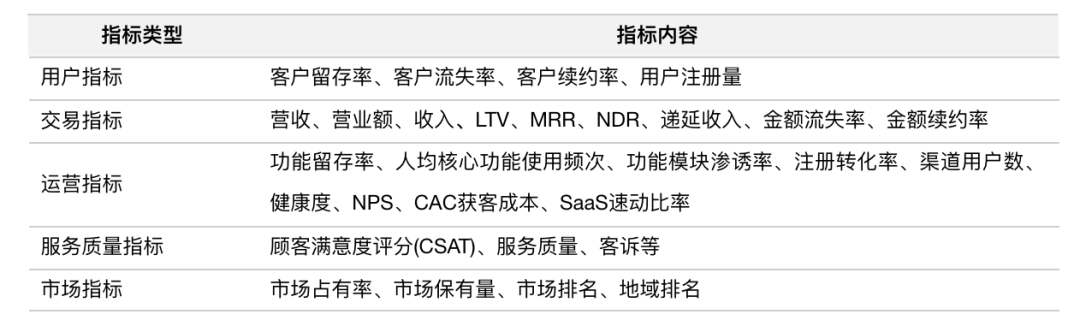 指标类型 指标内容
用户指标 客户留存率、客户流失率、客户续约率、用户注册量
交易指标 营收、营业额、收入、LTV、MRR、NDR、递延收入、金额流失率、金额续约率
运营指标 功能留存率、人均核心功能使用频次、功能模块渗诱率、注册转化率、渠道用户数、
健康度、NPS、CAC获客成本、SaaS速动比率
服务质量指标 顾客满意度评分(CSAT)、服务质量、客诉等
市场指标 市场占有率、市场保有量、市场排名、地域排名